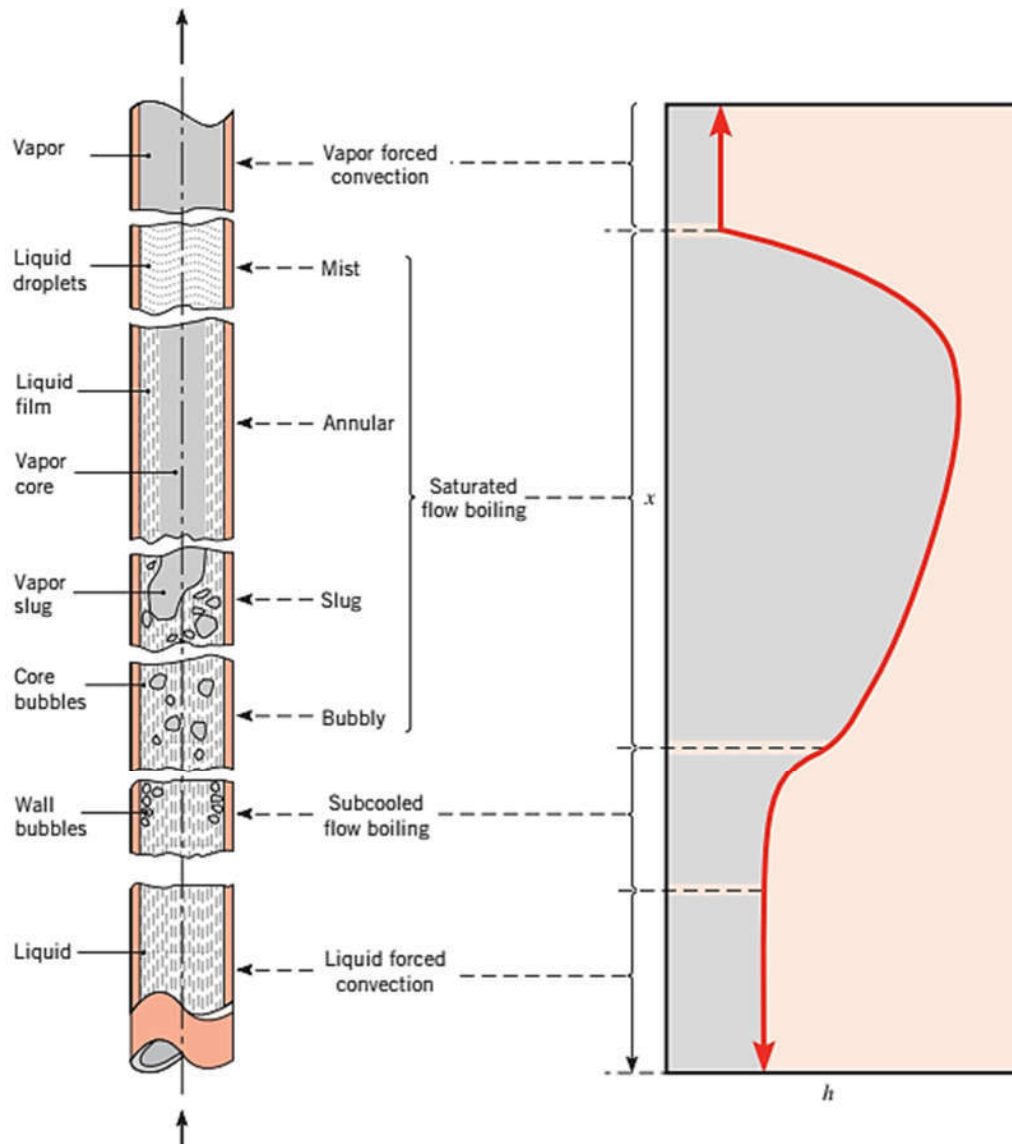 Vapor
Liquid
droplets
Liquid
film
Vapor
core
Vapor
slug
Core
bubbles
Wall
bubbles
Liquid
Vapor forced
convection
Mist
Annular
Saturated
flow boiling
Slug
Bubbly
Subcooled
flow boiling
Liquid forced
convection
x
h